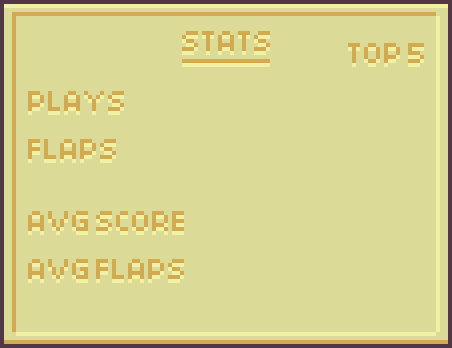 STATS
TOP 5
PLAYS
FLAPS
AVG SCORE
AVG FLAPS